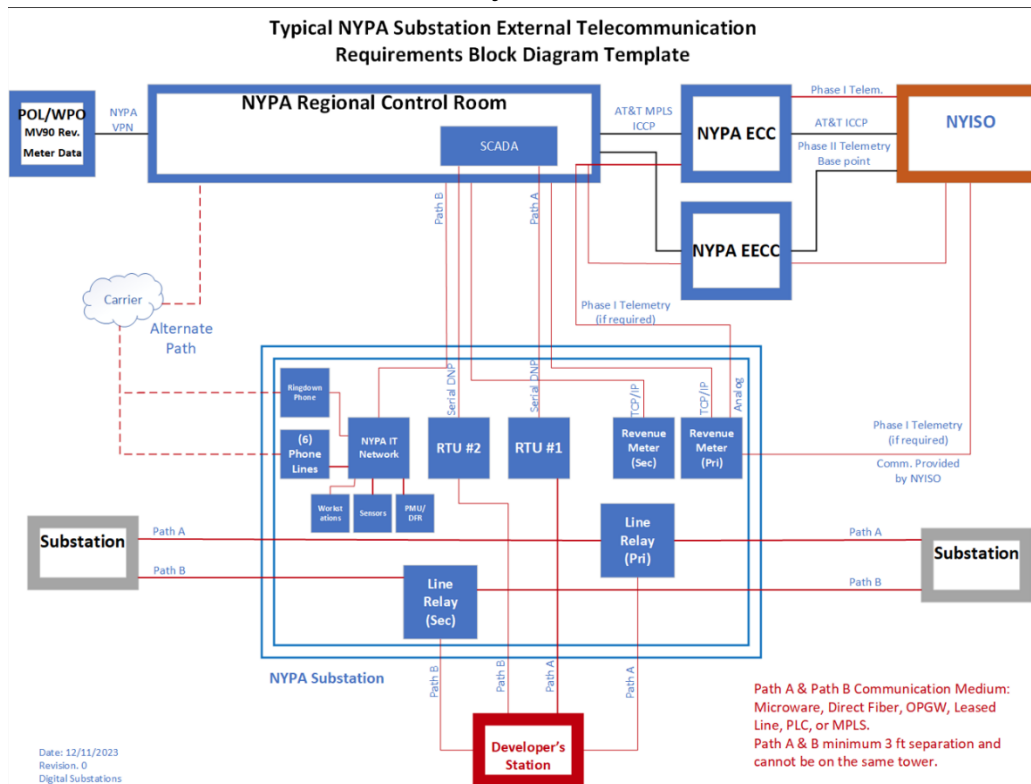 Typical NYPA Substation External Telecommunication
Requirements Block Diagram Template
POL/WPO
MV90 Rev.
Meter Data
NYPA
VPN
NYPA Regional Control Room
SCADA
AT&T MPLS
ICCP
NYPA ECC
Phase I Telem.
AT&T ICCP
Phase II Telemetry
Base point
NYISO
NYPA EECC
Path B
Path A
Carrier
Alternate
Path
Phase I Telemetry
(if required)
Serial DNP
Serial DNP
TCP/IP
TCP/IP
Analog
Ringdown
Phone
(6)
Phone
Lines
NYPA IT
Network
RTU #2
RTU #1
Revenue
Meter
(Sec)
Revenue
Meter
(Pri)
Phase I Telemetry
(if required)
Comm. Provided
by NYISO
Workst
ations
Sensors
PMU/
DFR
Substation
Path A
Path B
Line
Relay
(Pri)
Line
Relay
(Sec)
Path A
Path B
Substation
NYPA Substation
Path B
Path B
Path A
Path A
Developer's
Station
Path A & Path B Communication Medium:
Microware, Direct Fiber, OPGW, Leased
Line, PLC, or MPLS.
Path A & B minimum 3 ft separation and
cannot be on the same tower.
Date: 12/11/2023
Revision. 0
Digital Substations